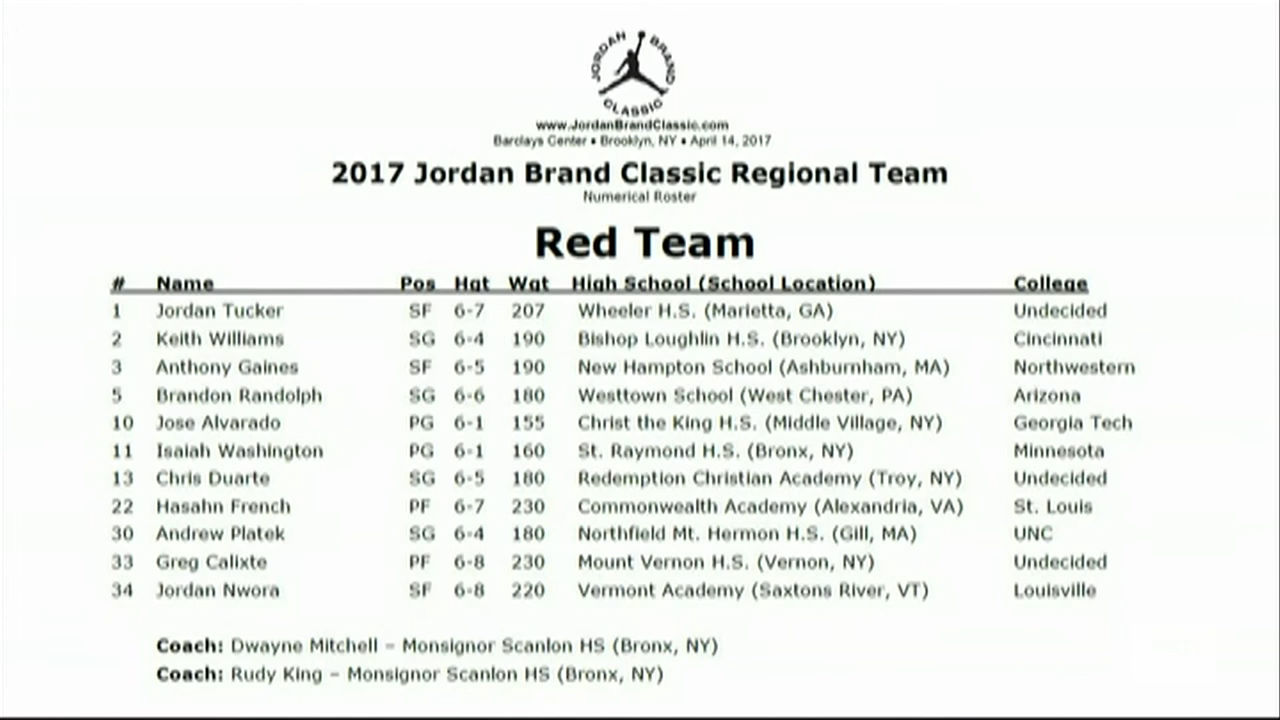 JORDAN BRAND CLASSIC
www.JordanBrandClassic.com
Barclays Center • Brooklyn, NY • April 14, 2017
2017 Jordan Brand Classic Regional Team
Numerical Roster
Red Team
# Name Pos Hgt Wgt High School (School Location) College
1 Jordan Tucker SF 6-7 207 Wheeler H.S. (Marietta, GA) Undecided
2 Keith Williams SG 6-4 190 Bishop Loughlin H.S. (Brooklyn, NY) Cincinnati
3 Anthony Gaines SF 6-5 190 New Hampton School (Ashburnham, MA) Northwestern
5 Brandon Randolph SG 6-6 180 Westtown School (West Chester, PA) Arizona
10 Jose Alvarado PG 6-1 155 Christ the King H.S. (Middle Village, NY) Georgia Tech
11 Isaiah Washington PG 6-1 160 St. Raymond H.S. (Bronx, NY) Minnesota
13 Chris Duarte SG 6-5 180 Redemption Christian Academy (Troy, NY) Undecided
22 Hasahn French PF 6-7 230 Commonwealth Academy (Alexandria, VA) St. Louis
30 Andrew Platek SG 6-4 180 Northfield Mt. Hermon H.S. (Gill, MA) UNC
33 Greg Calixte PF 6-8 230 Mount Vernon H.S. (Vernon, NY) Undecided
34 Jordan Nwora SF 6-8 220 Vermont Academy (Saxtons River, VT) Louisville
Coach: Dwayne Mitchell – Monsignor Scanlon HS (Bronx, NY)
Coach: Rudy King – Monsignor Scanlon HS (Bronx, NY)